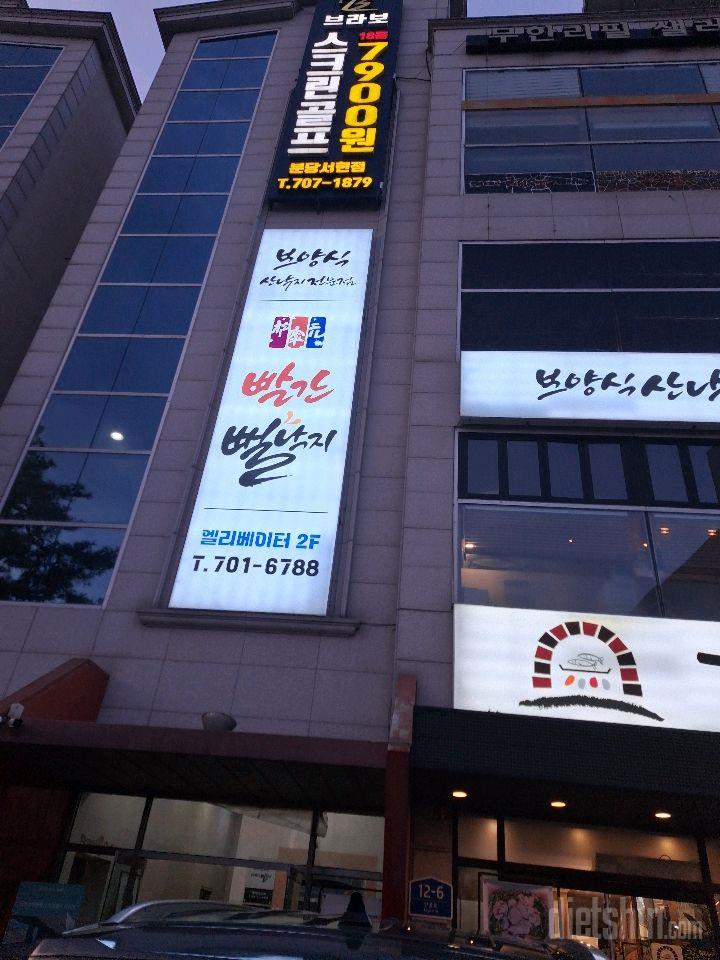 브라보
스크린골프
18홀
7900원
분당서현점
T.707-1879
무한리필 샐러
보양식
산낙지 전문점
빨간
뻘낙지
엘리베이터 2F
T.701-6788
보양식 산낙
12-6
dietshin.com